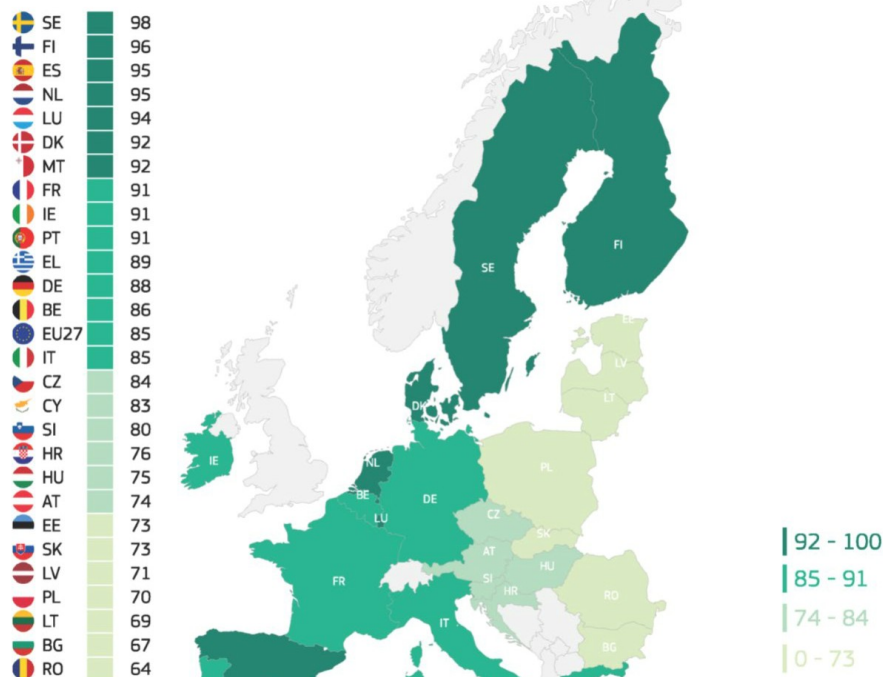 SE 98
FI 96
ES 95
NL 95
LU 94
DK 92
MT 92
FR 91
IE 91
PT 91
EL 89
DE 88
BE 86
EU27 85
IT 85
CZ 84
CY 83
SI 80
HR 76
HU 75
AT 74
EE 73
SK 73
LV 71
PL 70
LT 69
BG 67
RO 64
FI
SE
EE
LV
LT
DK
IE
NL
PL
BE
DE
LU
CZ
SK
AT
HU
FR
SI
HR
RO
IT
BG
92 - 100
85 - 91
74 - 84
0 - 73